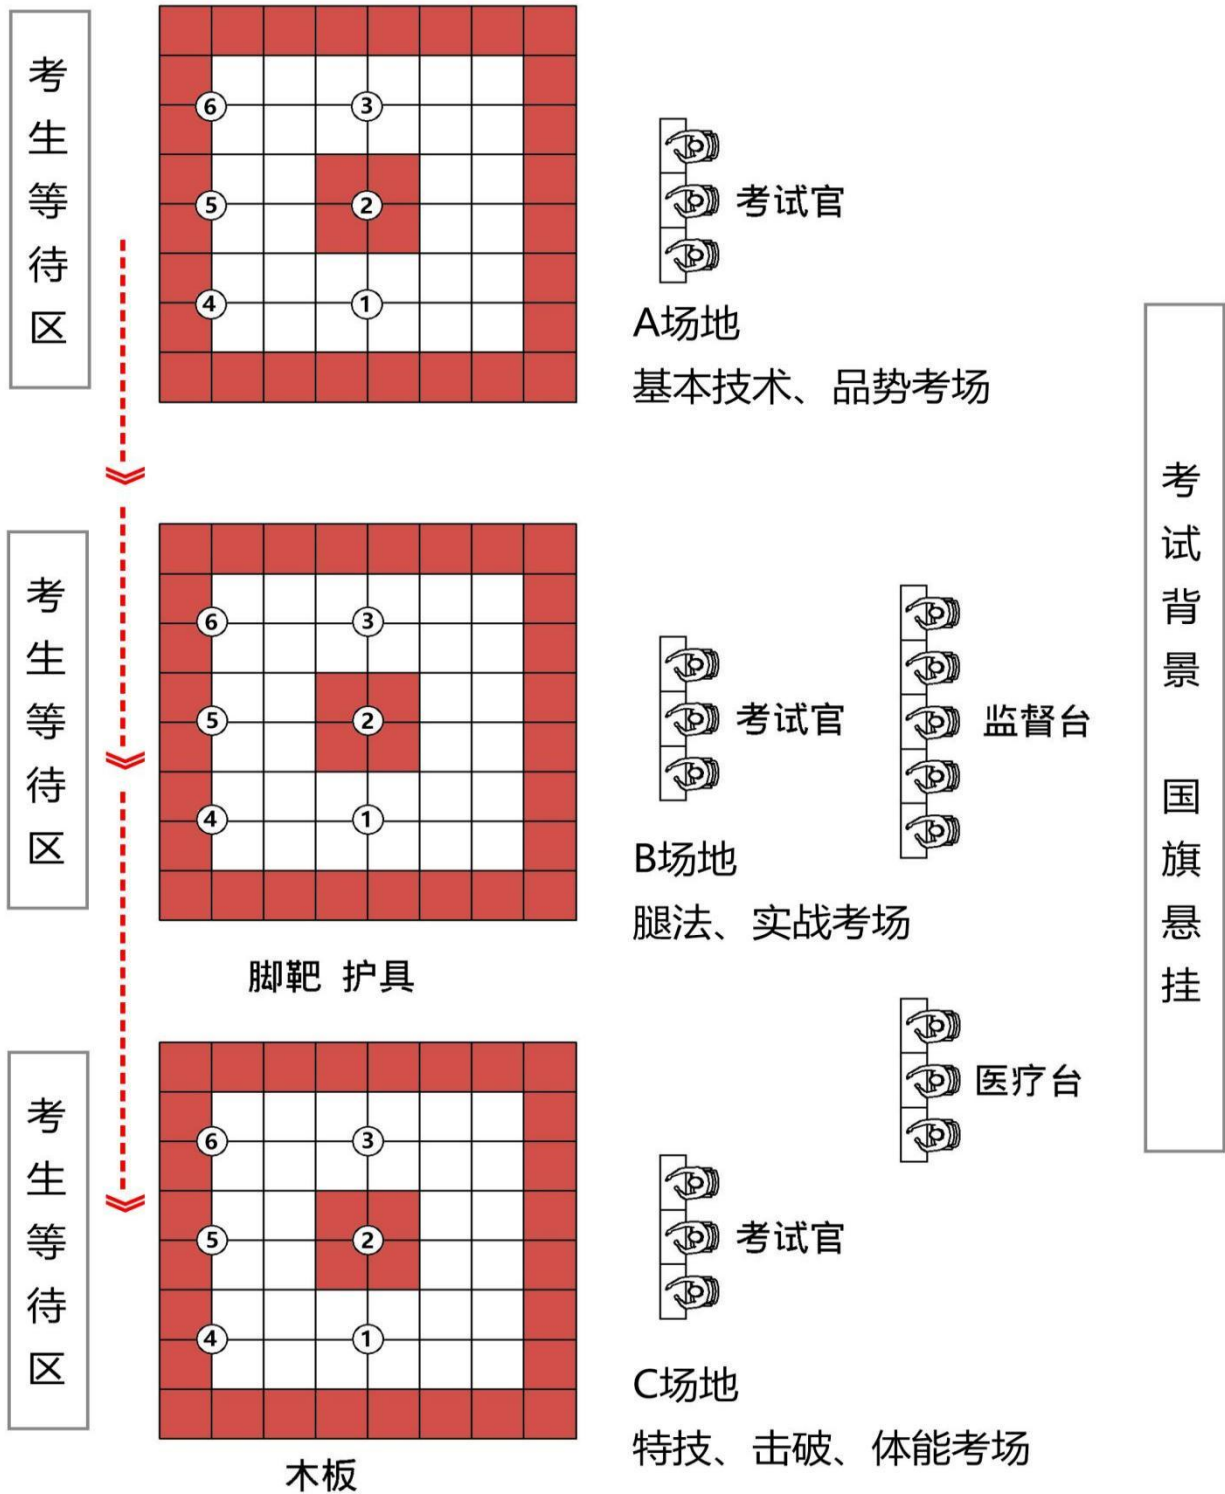 考生等待区
6
3
5
2
4
1
考试官
A场地
基本技术、品势考场
考生等待区
6
3
5
2
4
1
考试官
监督台
B场地
腿法、实战考场
脚靶 护具
考试背景 国旗悬挂
医疗台
考生等待区
6
3
5
2
4
1
考试官
C场地
特技、击破、体能考场
木板